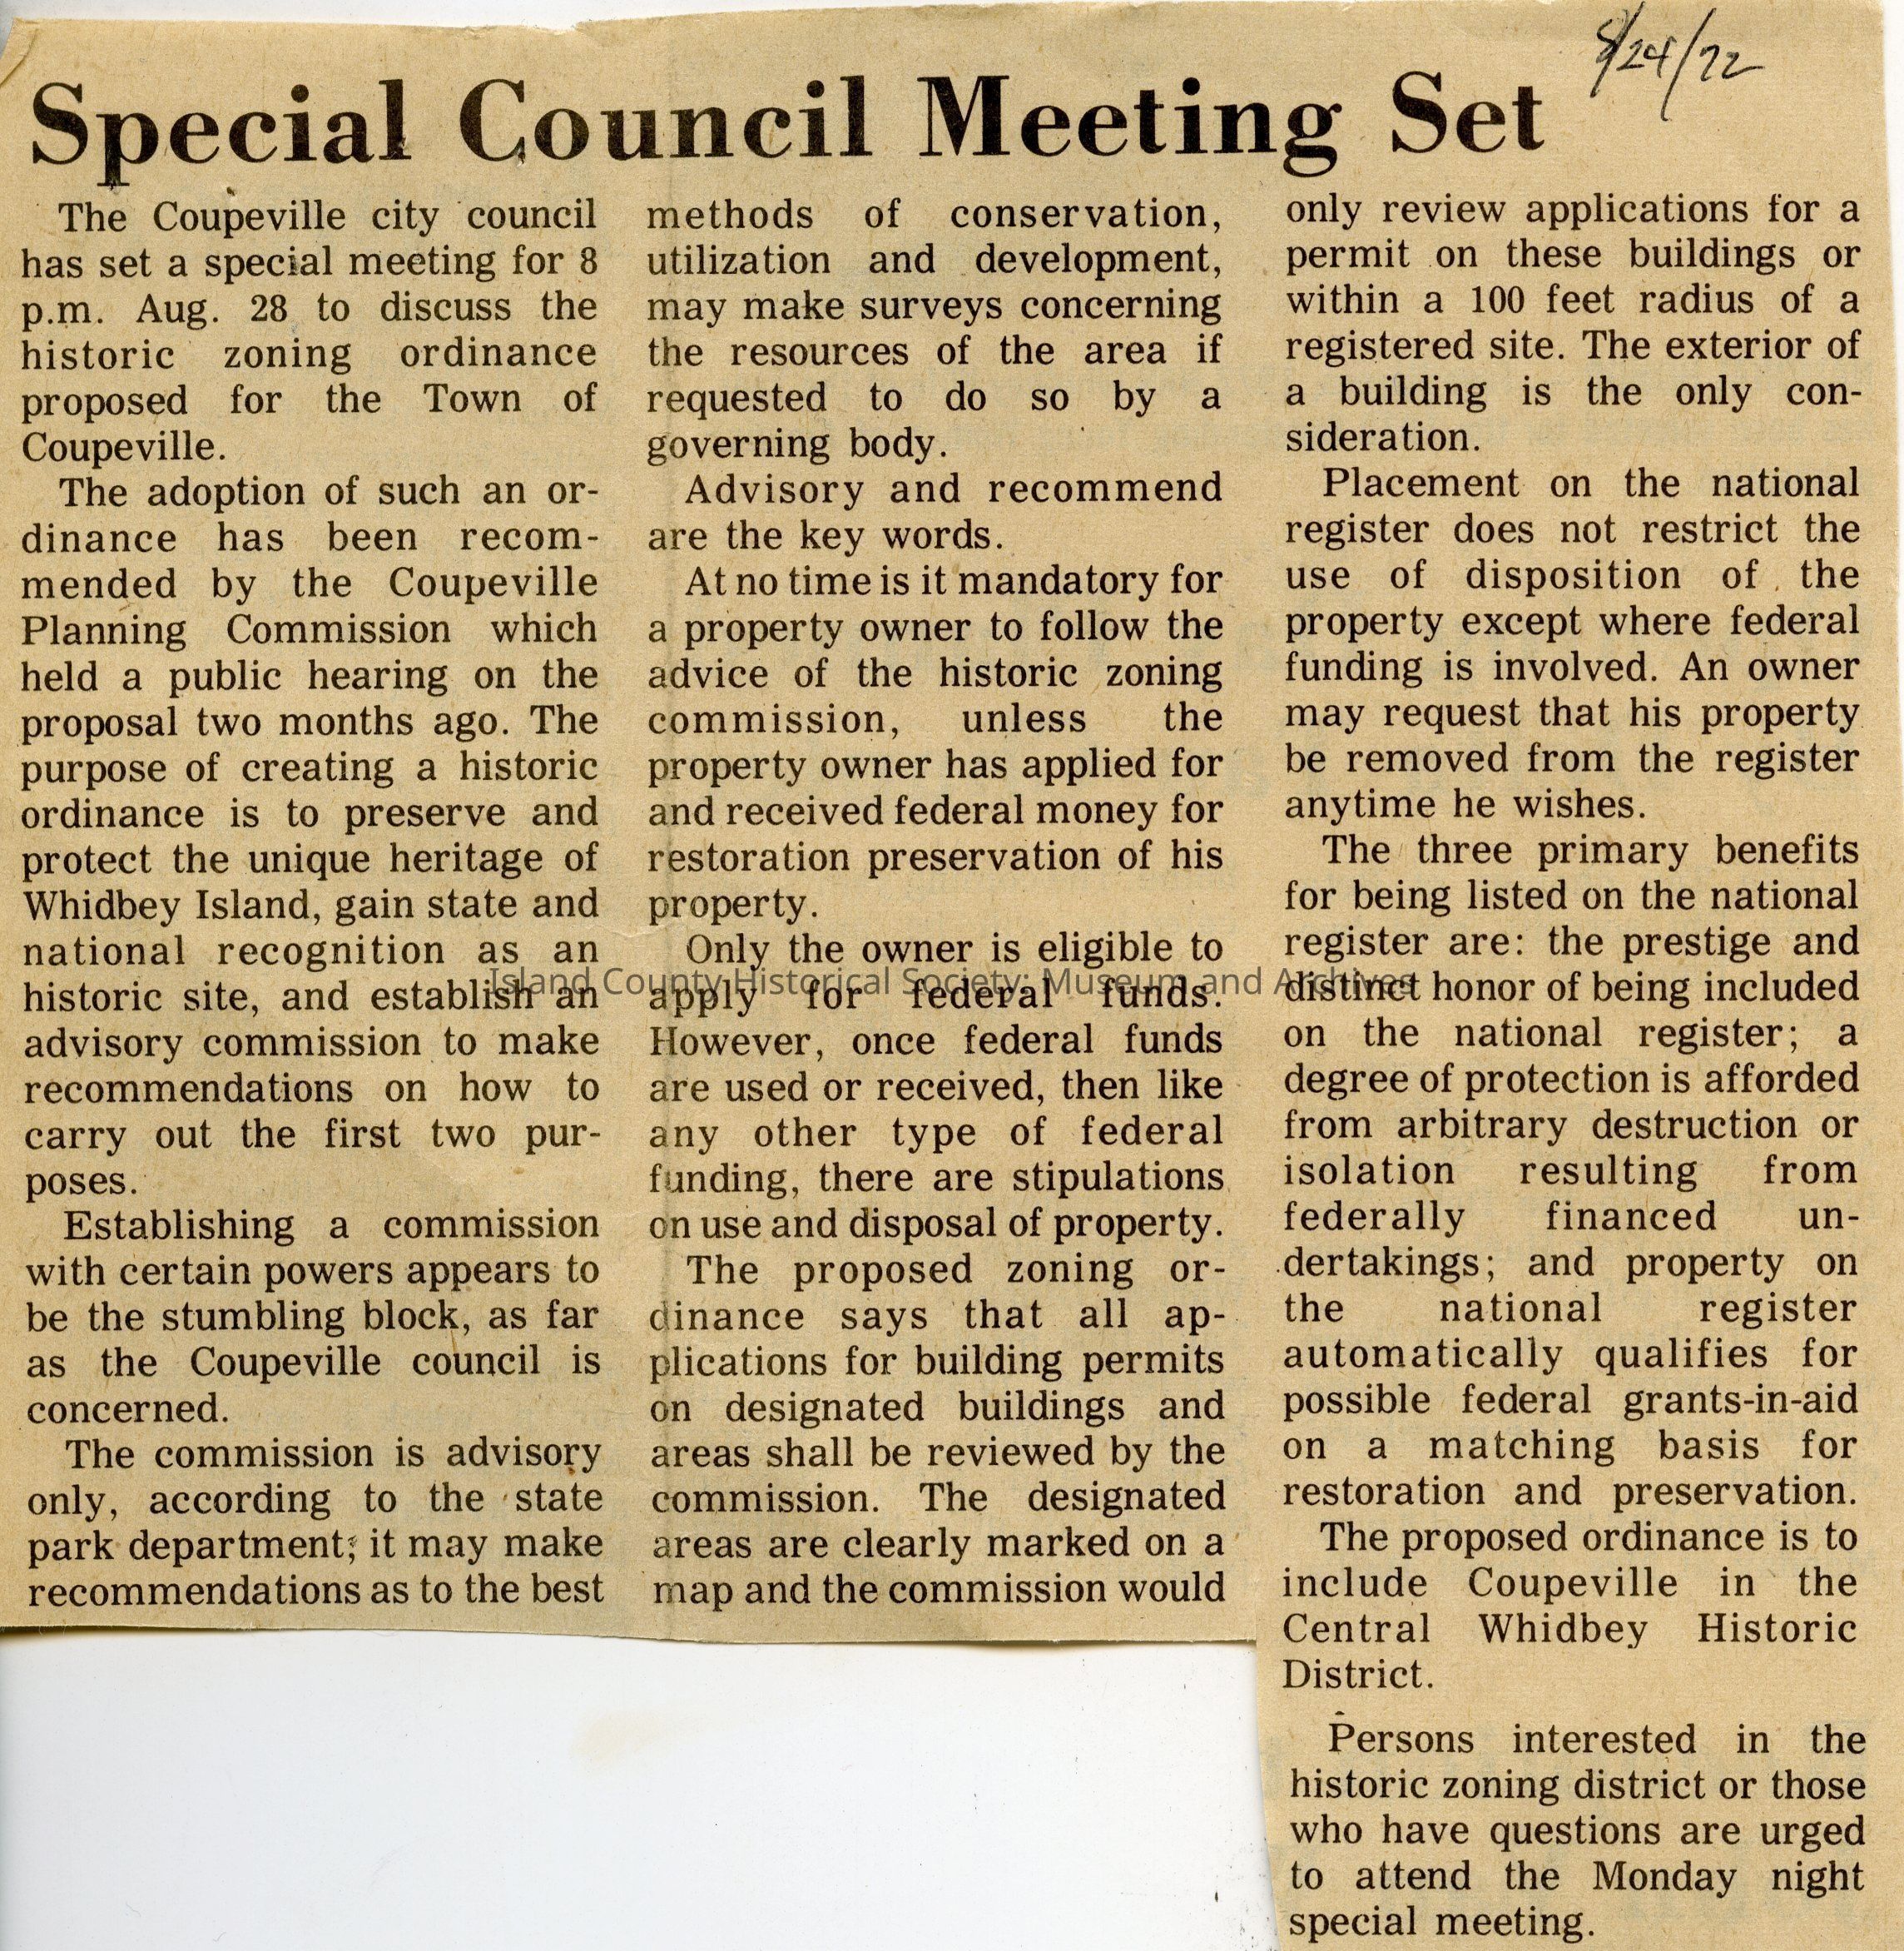 8/24/72
Special Council Meeting Set
The Coupeville city council
has set a special meeting for 8
p.m. Aug. 28 to discuss the
historic zoning ordinance
proposed for the Town of
Coupeville.
The adoption of such an or-
dinance has been recom-
mended by the Coupeville
Planning Commission which
held a public hearing on the
proposal two months ago. The
purpose of creating a historic
ordinance is to preserve and
protect the unique heritage of
Whidbey Island, gain state and
national recognition as an
historic site, and establish an
advisory commission to make
recommendations on how to
carry out the first two pur-
poses.
Establishing a commission
with certain powers appears to
be the stumbling block, as far
as the Coupeville council is
concerned.
The commission is advisory
only, according to the state
park department; it may make
recommendations as to the best
methods of conservation,
utilization and development,
may make surveys concerning
the resources of the area if
requested to do so by a
governing body.
Advisory and recommend
are the key words.
At no time is it mandatory for
a property owner to follow the
advice of the historic zoning
commission, unless the
property owner has applied for
and received federal money for
restoration preservation of his
property.
Only the owner is eligible to
apply for federal funds.
However, once federal funds
are used or received, then like
any other type of federal
funding, there are stipulations
on use and disposal of property.
The proposed zoning or-
dinance says that all ap-
plications for building permits
on designated buildings and
areas shall be reviewed by the
commission. The designated
areas are clearly marked on a
map and the commission would
only review applications for a
permit on these buildings or
within a 100 feet radius of a
registered site. The exterior of
a building is the only con-
sideration.
Placement on the national
register does not restrict the
use of disposition of the
property except where federal
funding is involved. An owner
may request that his property
be removed from the register
anytime he wishes.
The three primary benefits
for being listed on the national
register are: the prestige and
distinct honor of being included
on the national register; a
degree of protection is afforded
from arbitrary destruction or
isolation resulting from
federally financed un-
dertakings; and property on
the national register
automatically qualifies for
possible federal grants-in-aid
on a matching basis for
restoration and preservation.
The proposed ordinance is to
include Coupeville in the
Central Whidbey Historic
District.
Persons interested in the
historic zoning district or those
who have questions are urged
to attend the Monday night
special meeting.
Island County Historical Society: Museum and Archives